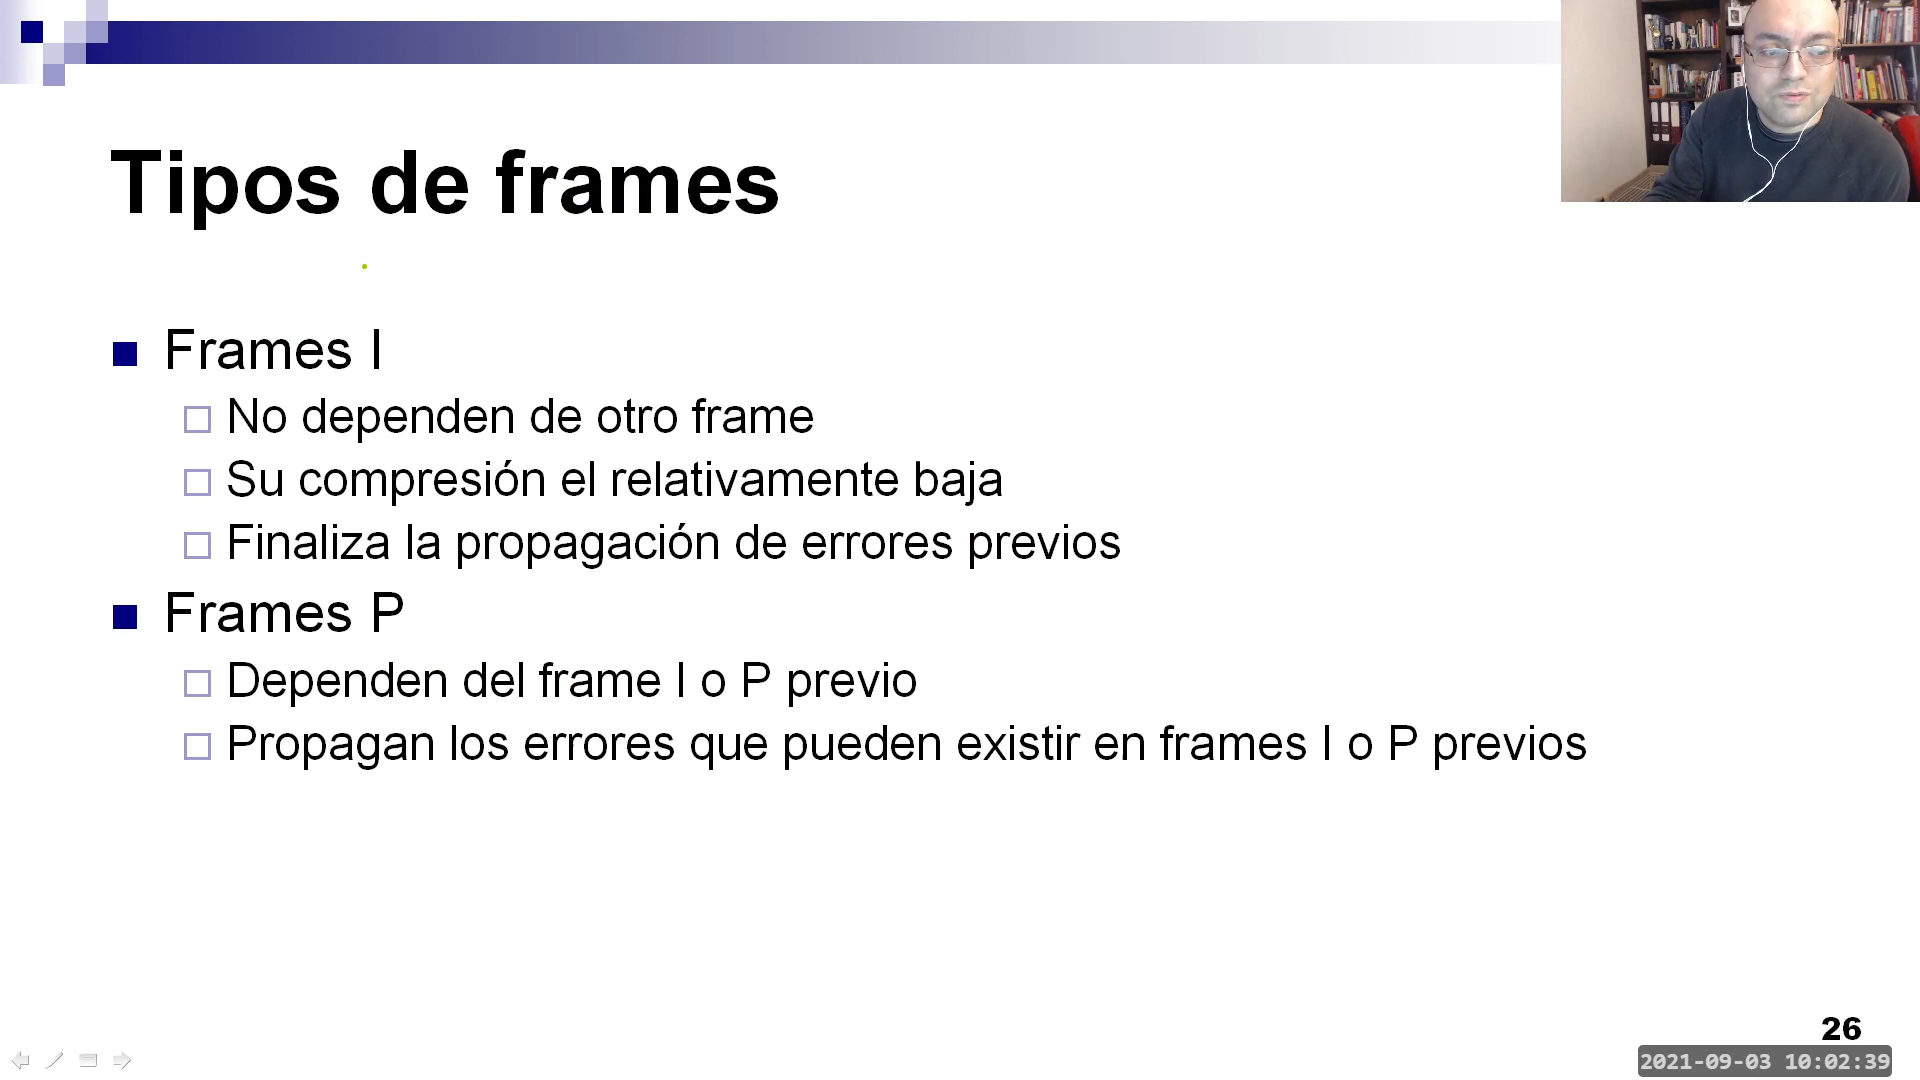 Tipos de frames
Frames I
No dependen de otro frame
Su compresión el relativamente baja
Finaliza la propagación de errores previos
Frames P
Dependen del frame I o P previo
Propagan los errores que pueden existir en frames I o P previos
26
2021-09-03 10:02:39